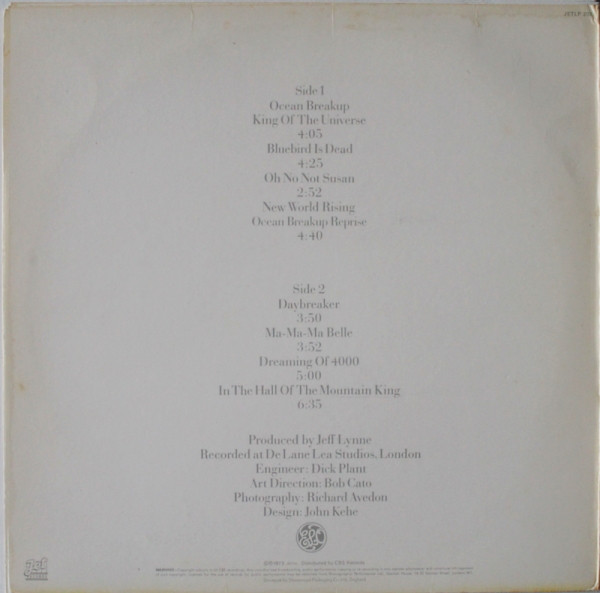 Side 1
Ocean Breakup
King Of The Universe
4:05
Bluebird Is Dead
4:25
Oh No Not Susan
2:52
New World Rising
Ocean Breakup Reprise
4:40
Side 2
Daybreaker
3:50
Ma-Ma-Ma Belle
3:52
Dreaming Of 4000
5:00
In The Hall Of The Mountain King
6:35
Produced by Jeff Lynne
Recorded at De Lane Lea Studios, London
Engineer: Dick Plant
Art Direction: Bob Cato
Photography: Richard Avedon
Design: John Kehe
Jet